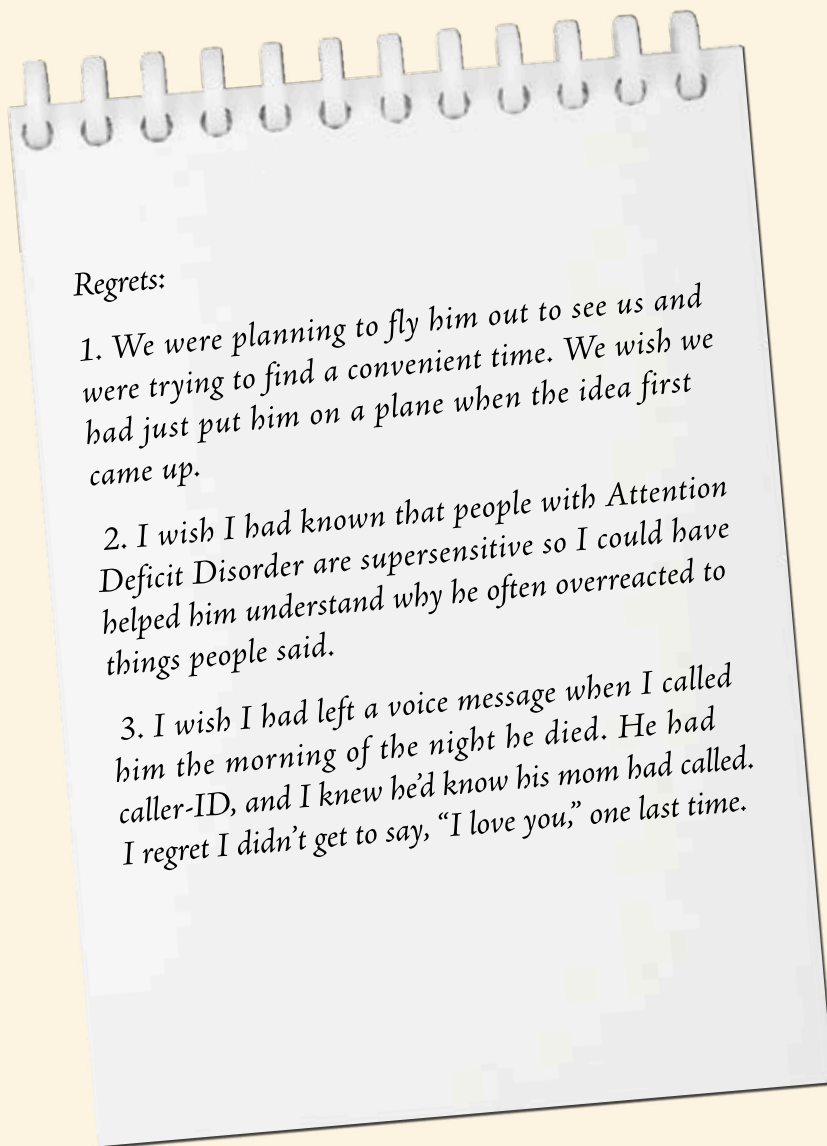 Regrets:
1. We were planning to fly him out to see us and
were trying to find a convenient time. We wish we
had just put him on a plane when the idea first
came up.
2. I wish I had known that people with Attention
Deficit Disorder are supersensitive so I could have
helped him understand why he often overreacted to
things people said.
3. I wish I had left a voice message when I called
him the morning of the night he died. He had
caller-ID, and I knew he’d know his mom had called.
I regret I didn’t get to say, “I love you,” one last time.